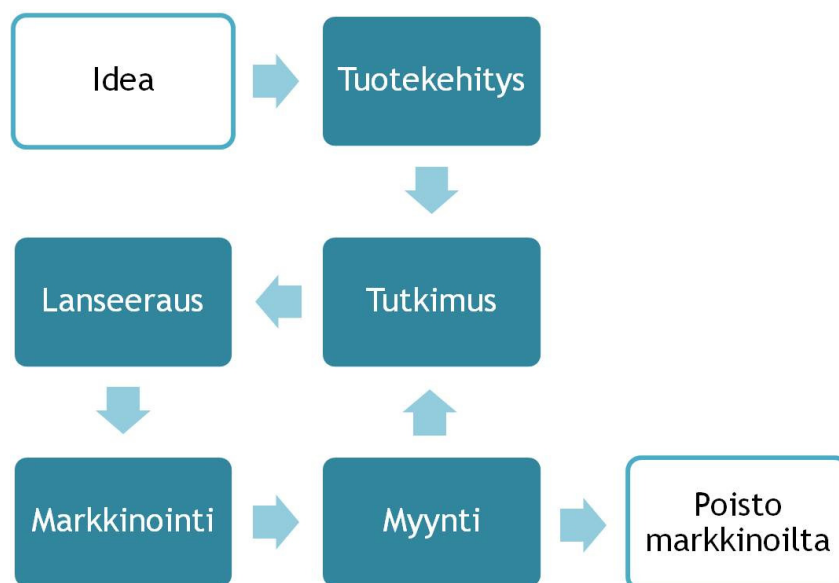 Idea
Tuotekehitys
Lanseeraus
Tutkimus
Markkinointi
Myynti
Poisto
markkinoilta